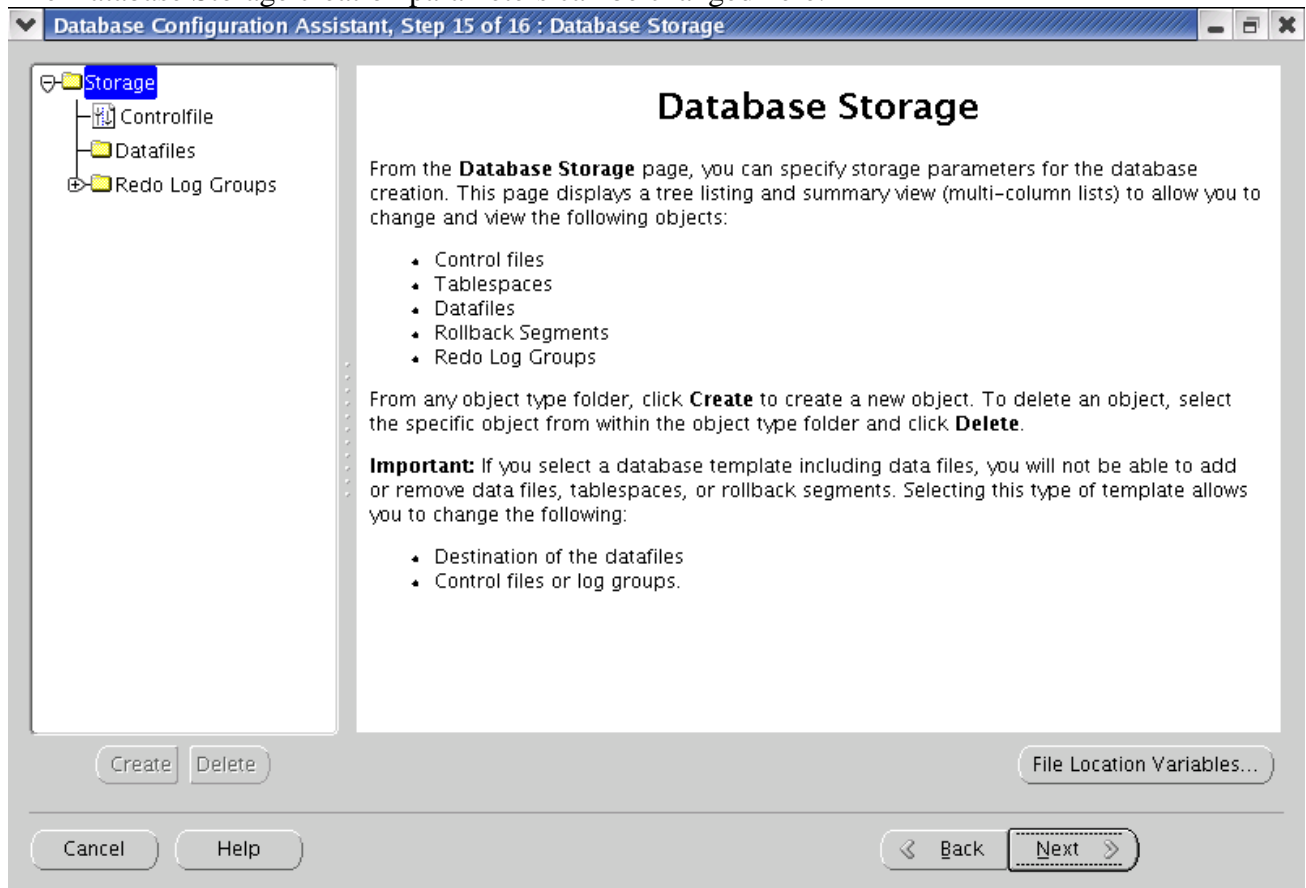 Database Configuration Assistant, Step 15 of 16 : Database Storage
Storage
Controlfile
Datafiles
Redo Log Groups
Database Storage
From the Database Storage page, you can specify storage parameters for the database
creation. This page displays a tree listing and summary view (multi-column lists) to allow you to
change and view the following objects:
Control files
Tablespaces
Datafiles
Rollback Segments
Redo Log Groups
From any object type folder, click Create to create a new object. To delete an object, select
the specific object from within the object type folder and click Delete.
Important: If you select a database template including data files, you will not be able to add
or remove data files, tablespaces, or rollback segments. Selecting this type of template allows
you to change the following:
Destination of the datafiles
Control files or log groups.
Create
Delete
File Location Variables...
Cancel
Help
Back
Next